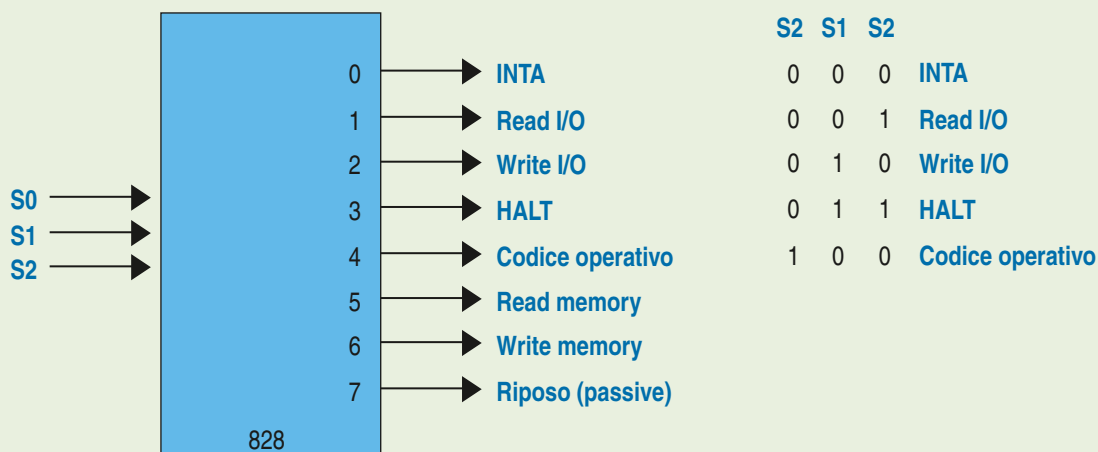 S0
S1
S2
0 INTA
1 Read I/O
2 Write I/O
3 HALT
4 Codice operativo
5 Read memory
6 Write memory
7 Riposo (passive)
828
S2 S1 S2
0 0 0 INTA
0 0 1 Read I/O
0 1 0 Write I/O
0 1 1 HALT
1 0 0 Codice operativo